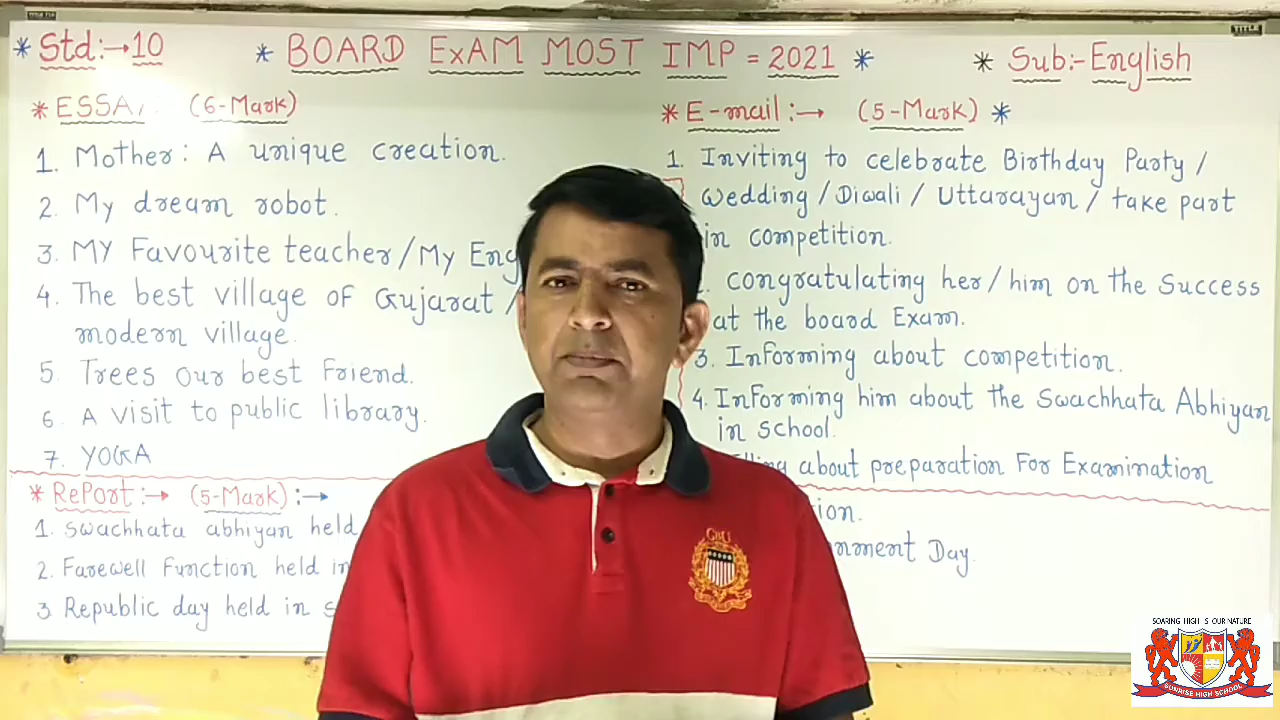 * Std:→10 * BOARD ExAM MOST IMP = 2021 * * Sub:- English
* ESSAY (6-Mark)
1. Mother: A unique creation.
2. My dream robot.
3. MY Favourite teacher/My Eng
4. The best village of Gujarat /
modern village.
5. Trees our best Friend.
6. A visit to public library.
7. YOGA
* RePort:→ (5-Mark):→
1. Swachhata abhiyan held
2. Farewell Function held in
3 Republic day held in s
* E-mail:→ (5-Mark) *
1. Inviting to celebrate Birthday Party /
Wedding / Diwali / Uttarayan / take part
in competition.
congratulating her/him on the Success
at the board Exam.
3. Informing about competition.
4. Informing him about the Swachhata Abhiyan
in school.
about preparation For Examination
ion.
onment Day.
GBU
SOARING HIGH IS OUR NATURE
SUNRISE HIGH SCHOOL